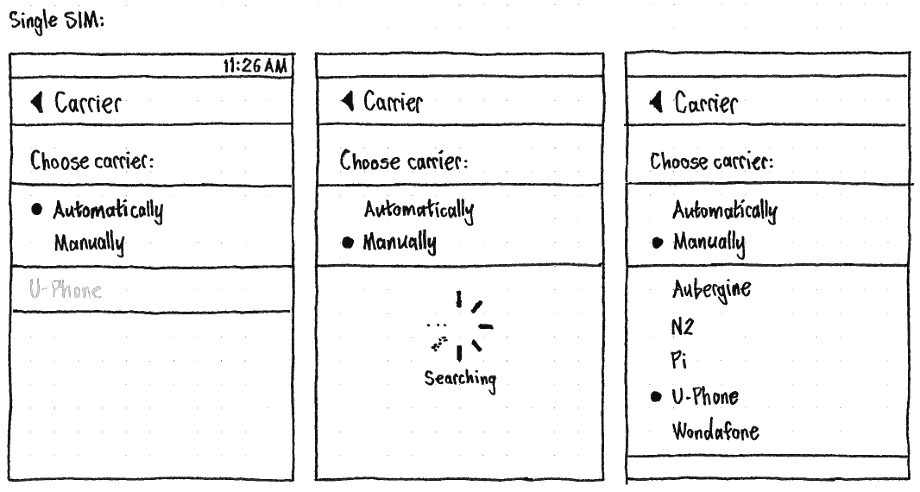 Single SIM:
11:26 AM
Carrier
Choose carrier:
Automatically
Manually
U-Phone
Carrier
Choose carrier:
Automatically
Manually
Searching
Carrier
Choose carrier:
Automatically
Manually
Aubergine
N2
Pi
U-Phone
Wondafone